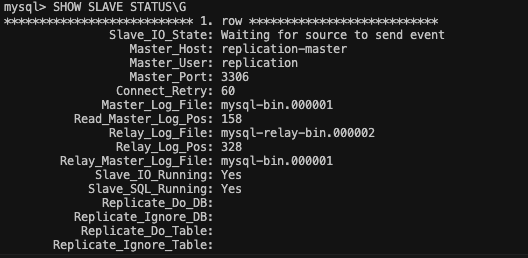 mysql> SHOW SLAVE STATUS\G
*************************** 1. row ***************************
Slave_IO_State: Waiting for source to send event
Master_Host: replication-master
Master_User: replication
Master_Port: 3306
Connect_Retry: 60
Master_Log_File: mysql-bin.000001
Read_Master_Log_Pos: 158
Relay_Log_File: mysql-relay-bin.000002
Relay_Log_Pos: 328
Relay_Master_Log_File: mysql-bin.000001
Slave_IO_Running: Yes
Slave_SQL_Running: Yes
Replicate_Do_DB:
Replicate_Ignore_DB:
Replicate_Do_Table:
Replicate_Ignore_Table: